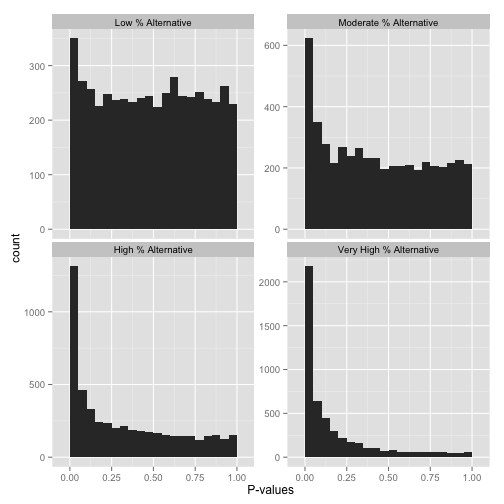 Low % Alternative
Moderate % Alternative
300
200
100
0
600
400
200
0
High % Alternative
Very High % Alternative
1000
500
0
2000
1500
1000
500
0
0.00 0.25 0.50 0.75 1.00
0.00 0.25 0.50 0.75 1.00
count
P-values